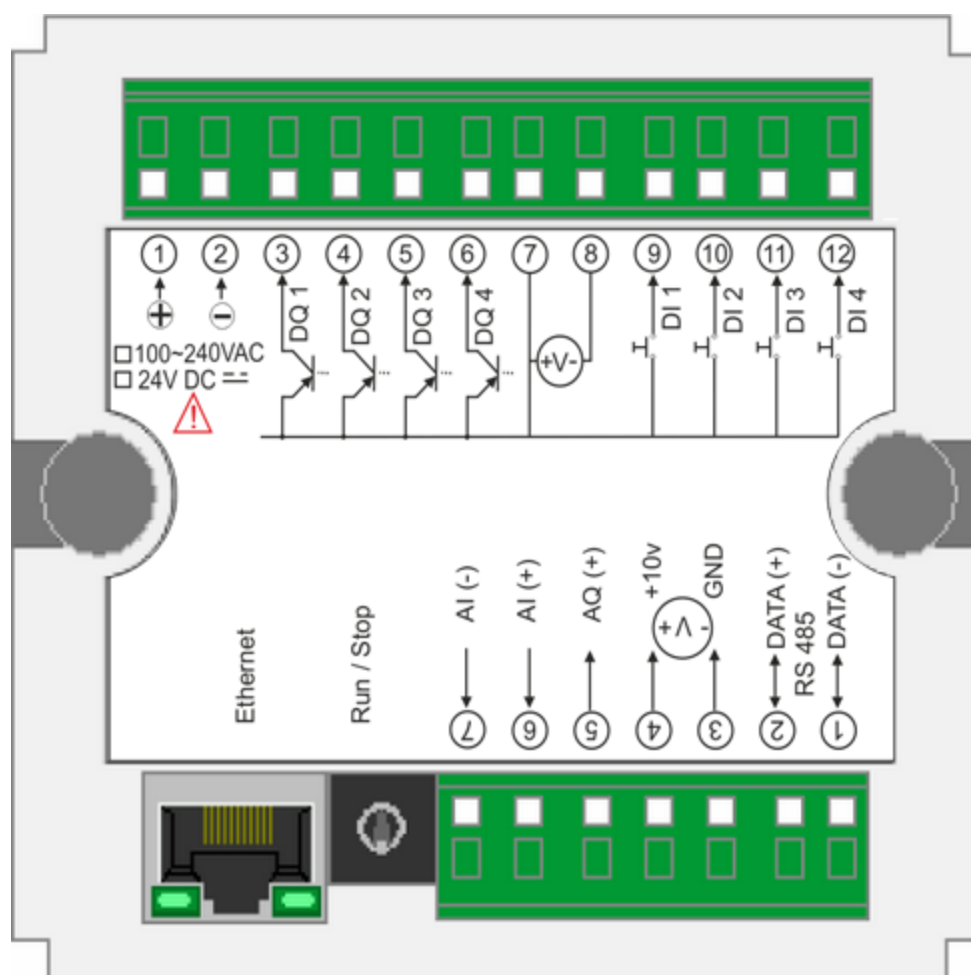 1 2 3 4 5 6 7 8 9 10 11 12
DQ 1
DQ 2
DQ 3
DQ 4
DI 1
DI 2
DI 3
DI 4
+V-
☐ 100~240VAC
☐ 24V DC
!
Ethernet
Run / Stop
AI (-)
AI (+)
AQ (+)
+10v
GND
DATA (+)
RS 485
DATA (-)
+V-
7 6 5 4 3 2 1